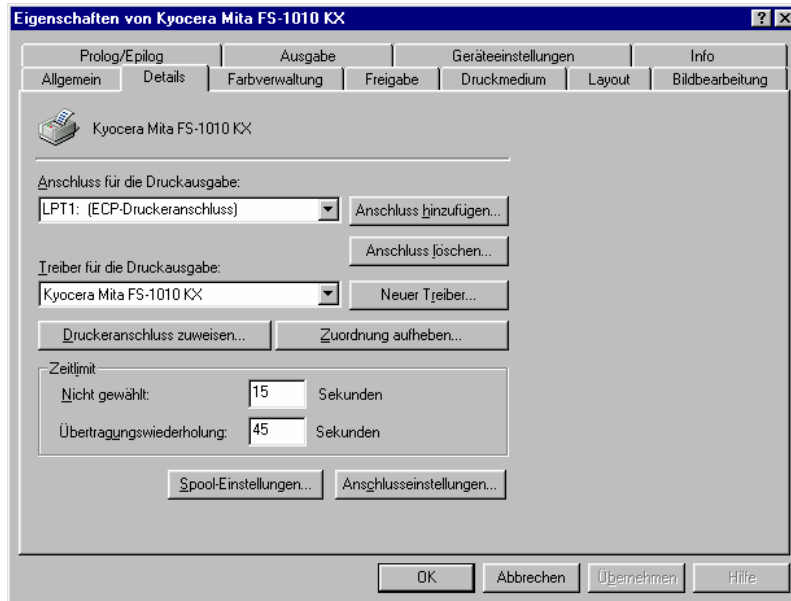 Eigenschaften von Kyocera Mita FS-1010 KX
Prolog/Epilog Ausgabe Geräteeinstellungen Info
Allgemein Details Farbverwaltung Freigabe Druckmedium Layout Bildbearbeitung
Kyocera Mita FS-1010 KX
Anschluss für die Druckausgabe:
LPT1: (ECP-Druckeranschluss) Anschluss hinzufügen...
Anschluss löschen...
Treiber für die Druckausgabe:
Kyocera Mita FS-1010 KX Neuer Treiber...
Druckeranschluss zuweisen... Zuordnung aufheben...
Zeitlimit
Nicht gewählt: 15 Sekunden
Übertragungswiederholung: 45 Sekunden
Spool-Einstellungen... Anschlusseinstellungen...
OK Abbrechen Übernehmen Hilfe